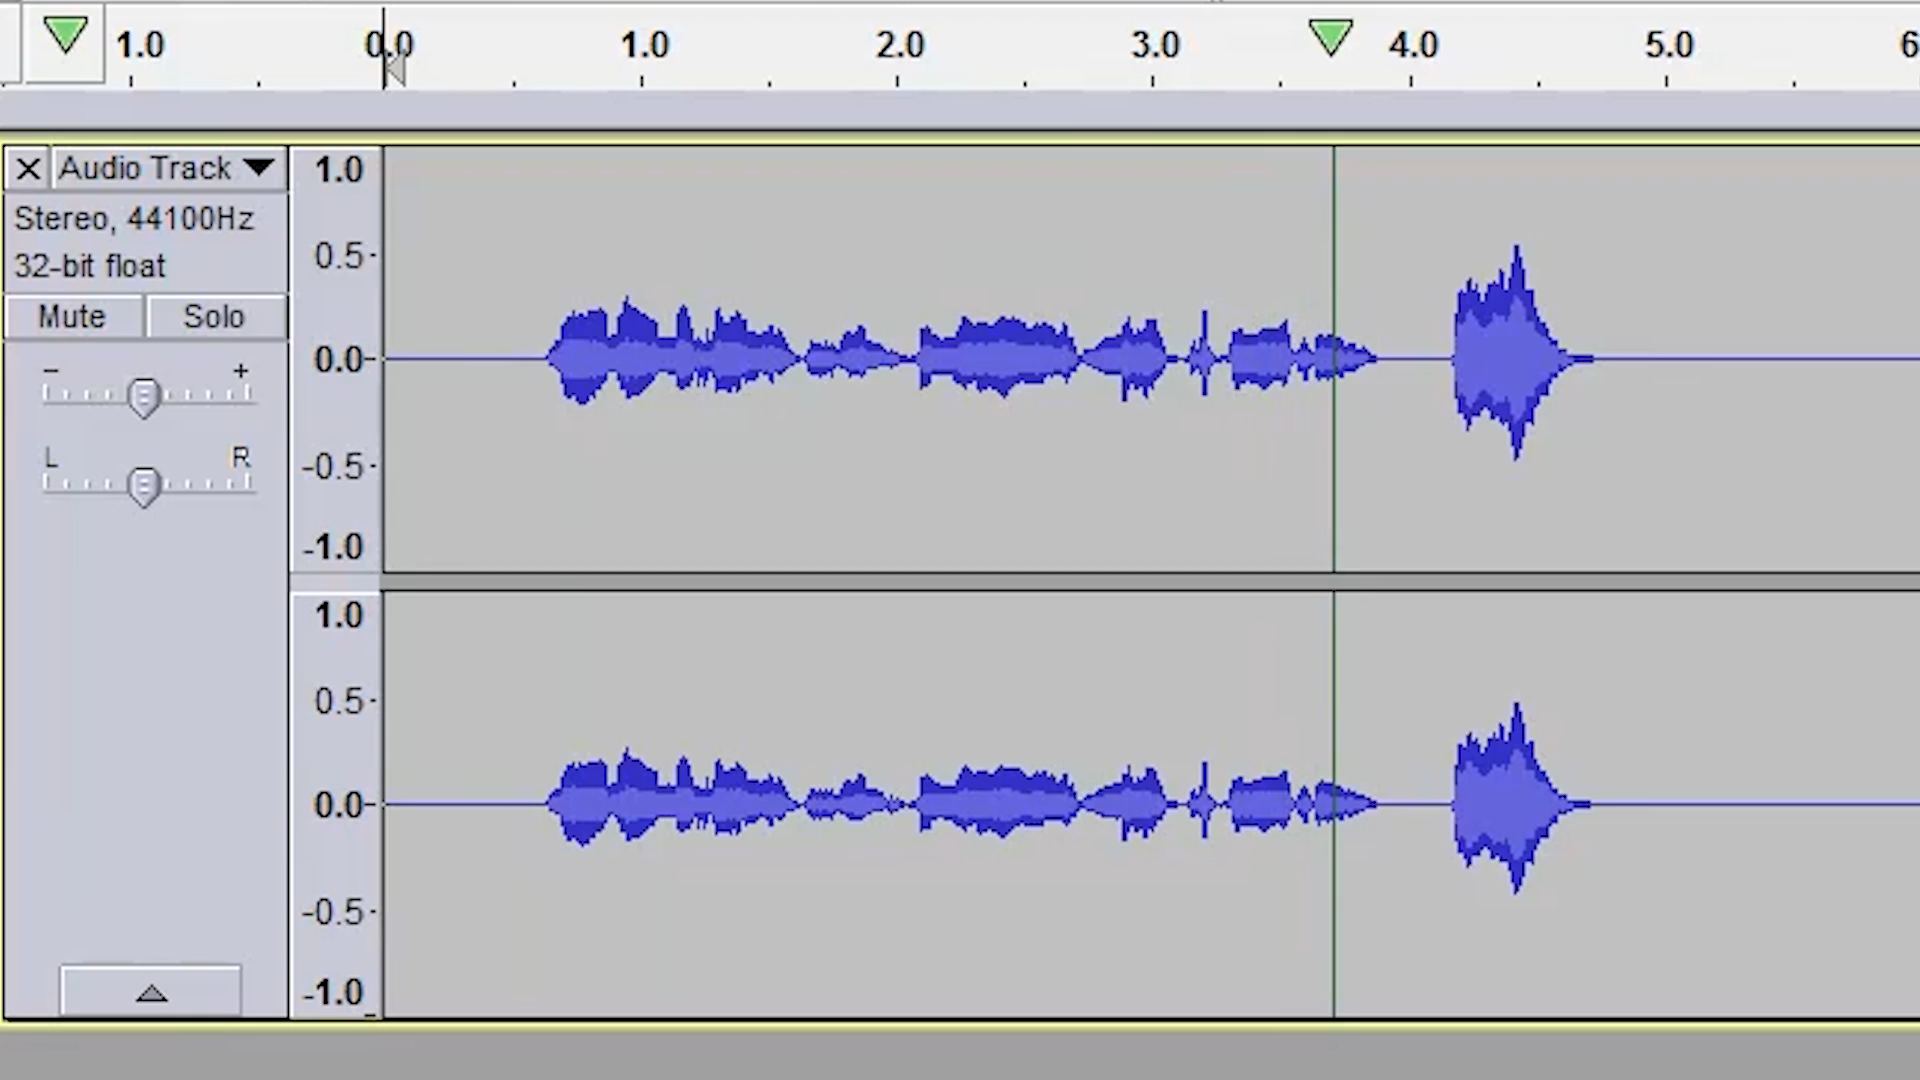 1.0 0.0 1.0 2.0 3.0 4.0 5.0 6
X Audio Track
Stereo, 44100Hz
32-bit float
Mute Solo
- +
L R
1.0
0.5
0.0
-0.5
-1.0
1.0
0.5
0.0
-0.5
-1.0